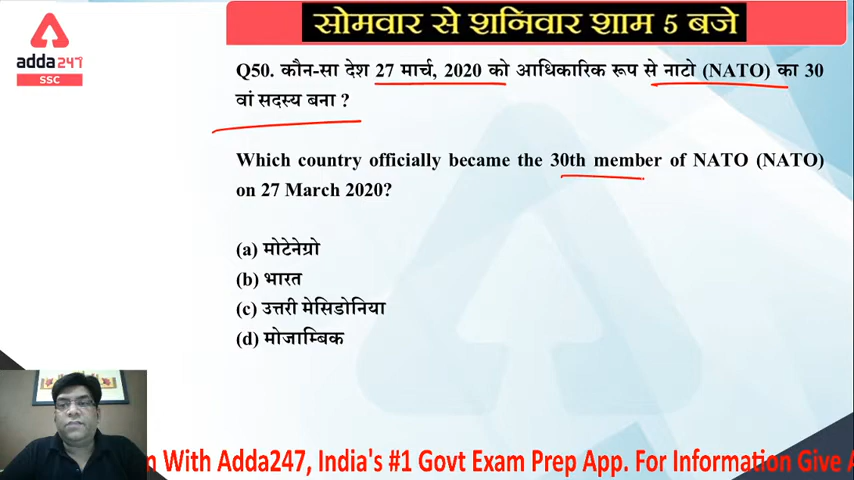 सोमवार से शनिवार शाम 5 बजे
adda247
SSC
Q50. कौन-सा देश 27 मार्च, 2020 को आधिकारिक रूप से नाटो (NATO) का 30
वां सदस्य बना ?
Which country officially became the 30th member of NATO (NATO)
on 27 March 2020?
(a) मोटेनेग्रो
(b) भारत
(c) उत्तरी मेसिडोनिया
(d) मोजाम्बिक
With Adda247, India's #1 Govt Exam Prep App. For Information Give